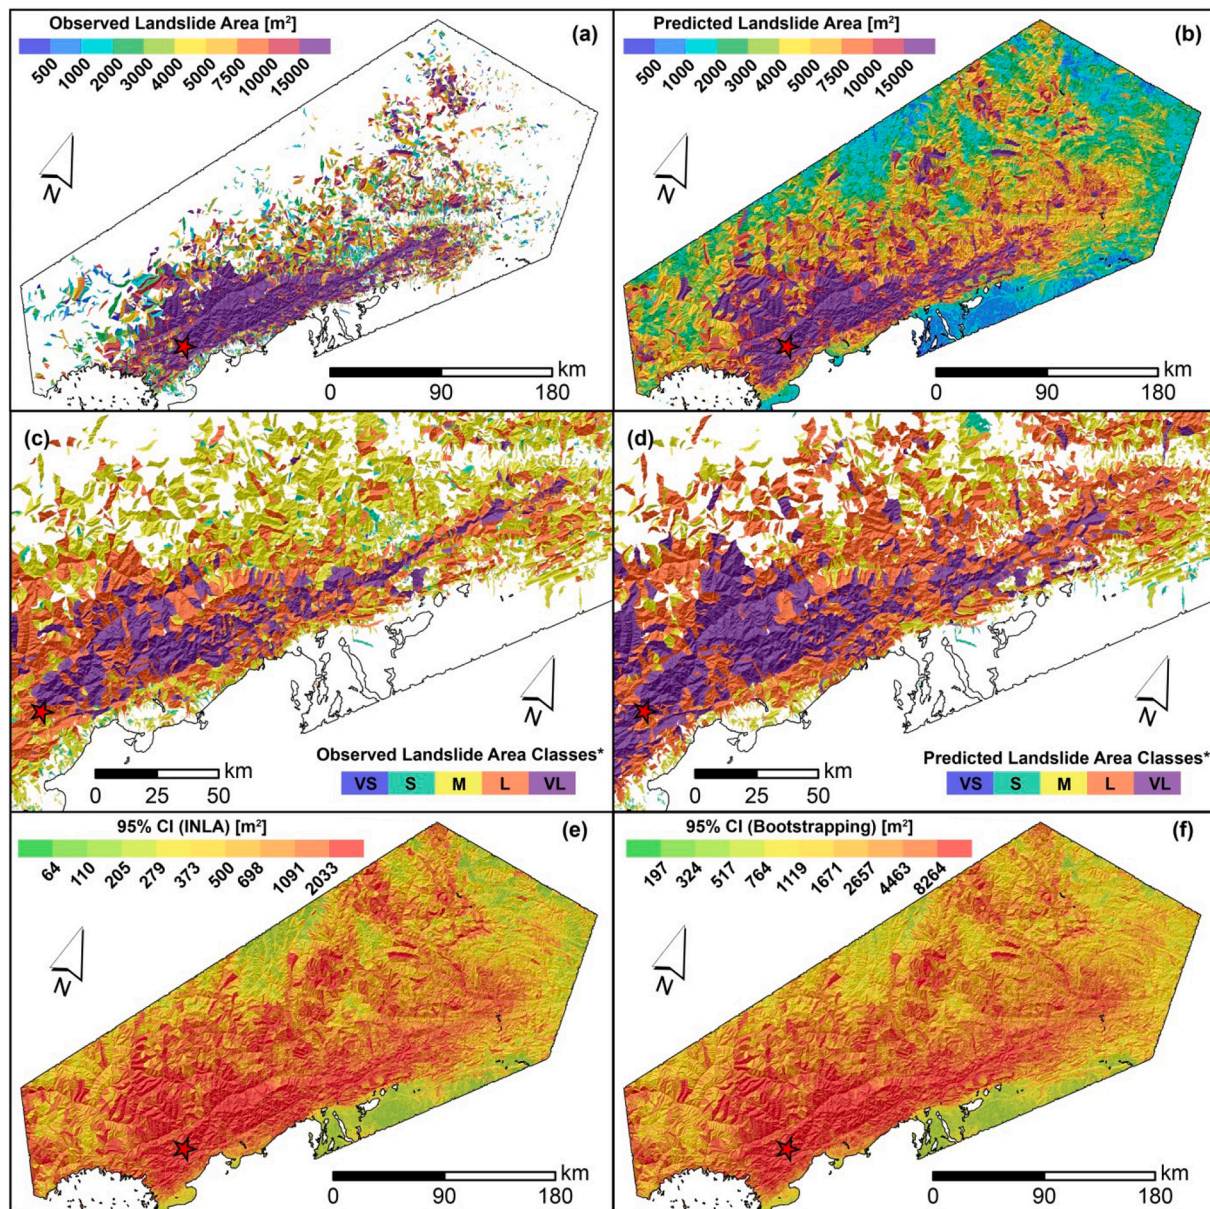 Observed Landslide Area [m²]
(a)
500 1000 2000 3000 4000 5000 7500 10000 15000
N
km
0 90 180
Predicted Landslide Area [m²]
(b)
500 1000 2000 3000 4000 5000 7500 10000 15000
N
km
0 90 180
(c)
N
km
0 25 50
Observed Landslide Area Classes*
VS S M L VL
(d)
N
km
0 25 50
Predicted Landslide Area Classes*
VS S M L VL
95% CI (INLA) [m²]
(e)
64 110 205 279 373 500 698 1091 2033
N
km
0 90 180
95% CI (Bootstrapping) [m²]
(f)
197 324 517 764 1119 1671 2657 4463 8264
N
km
0 90 180